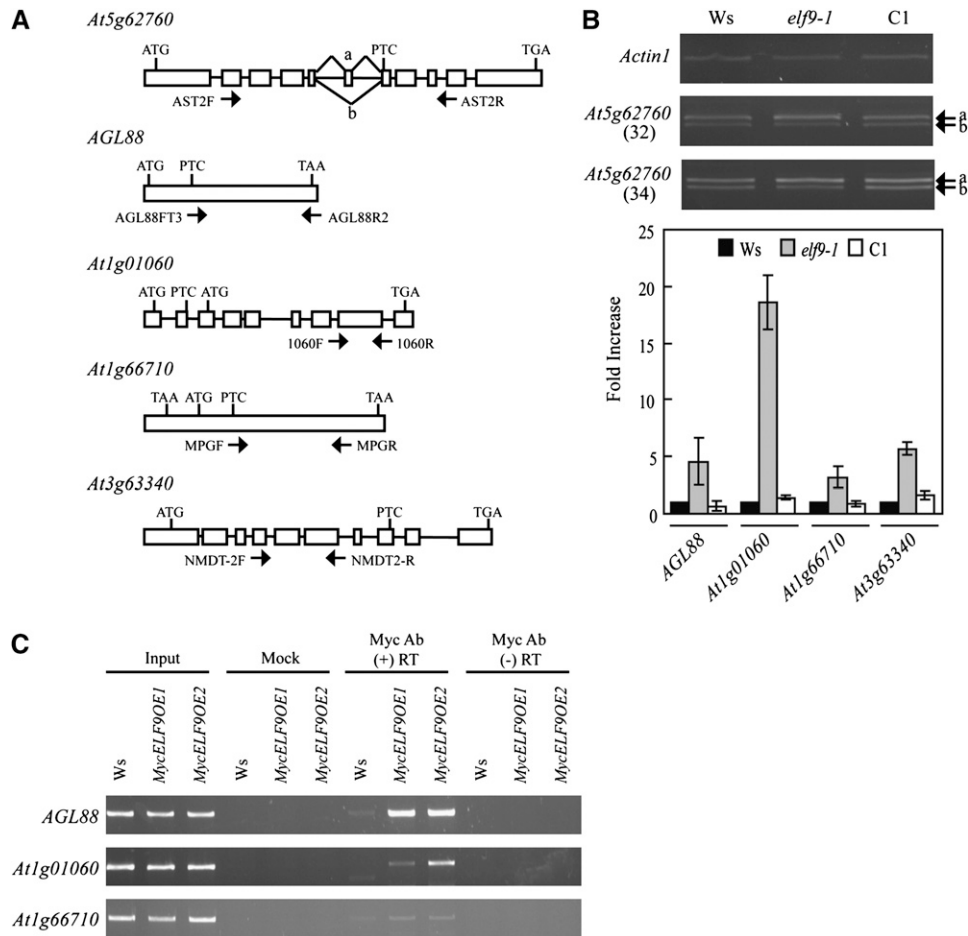 A
At5g62760
ATG a PTC TGA
AST2F AST2R
b
AGL88
ATG PTC TAA
AGL88FT3 AGL88R2
At1g01060
ATG PTC ATG TGA
1060F 1060R
At1g66710
TAA ATG PTC TAA
MPGF MPGR
At3g63340
ATG PTC TGA
NMDT-2F NMDT2-R
B
Ws elf9-1 C1
Actin1
At5g62760
(32)
a
b
At5g62760
(34)
a
b
Ws elf9-1 C1
Fold Increase
25
20
15
10
5
0
AGL88 At1g01060 At1g66710 At3g63340
C
Input Mock Myc Ab (+) RT Myc Ab (-) RT
Ws MycELF9OE1 MycELF9OE2 Ws MycELF9OE1 MycELF9OE2 Ws MycELF9OE1 MycELF9OE2 Ws MycELF9OE1 MycELF9OE2
AGL88
At1g01060
At1g66710